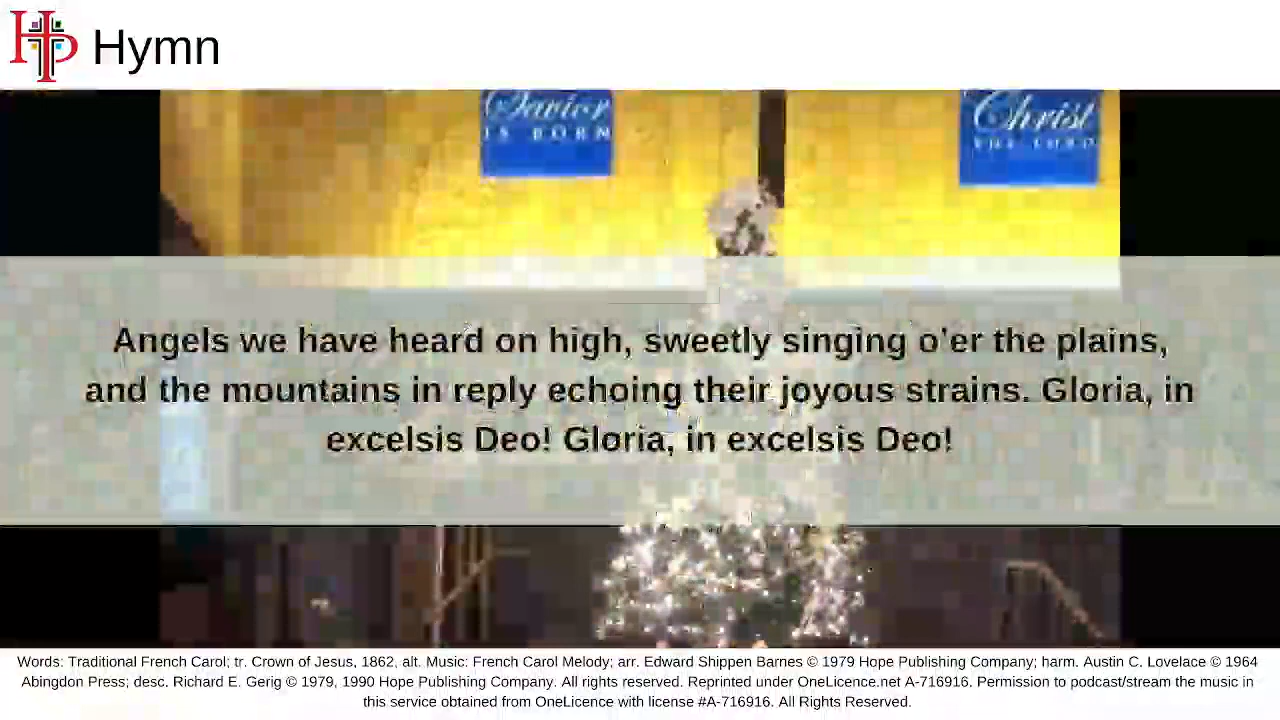 Hymn
Savior
IS BORN
Christ
THE LORD
Angels we have heard on high, sweetly singing o'er the plains,
and the mountains in reply echoing their joyous strains. Gloria, in
excelsis Deo! Gloria, in excelsis Deo!
Words: Traditional French Carol; tr. Crown of Jesus, 1862, alt. Music: French Carol Melody; arr. Edward Shippen Barnes © 1979 Hope Publishing Company; harm. Austin C. Lovelace © 1964
Abingdon Press; desc. Richard E. Gerig © 1979, 1990 Hope Publishing Company. All rights reserved. Reprinted under OneLicence.net A-716916. Permission to podcast/stream the music in
this service obtained from OneLicence with license #A-716916. All Rights Reserved.